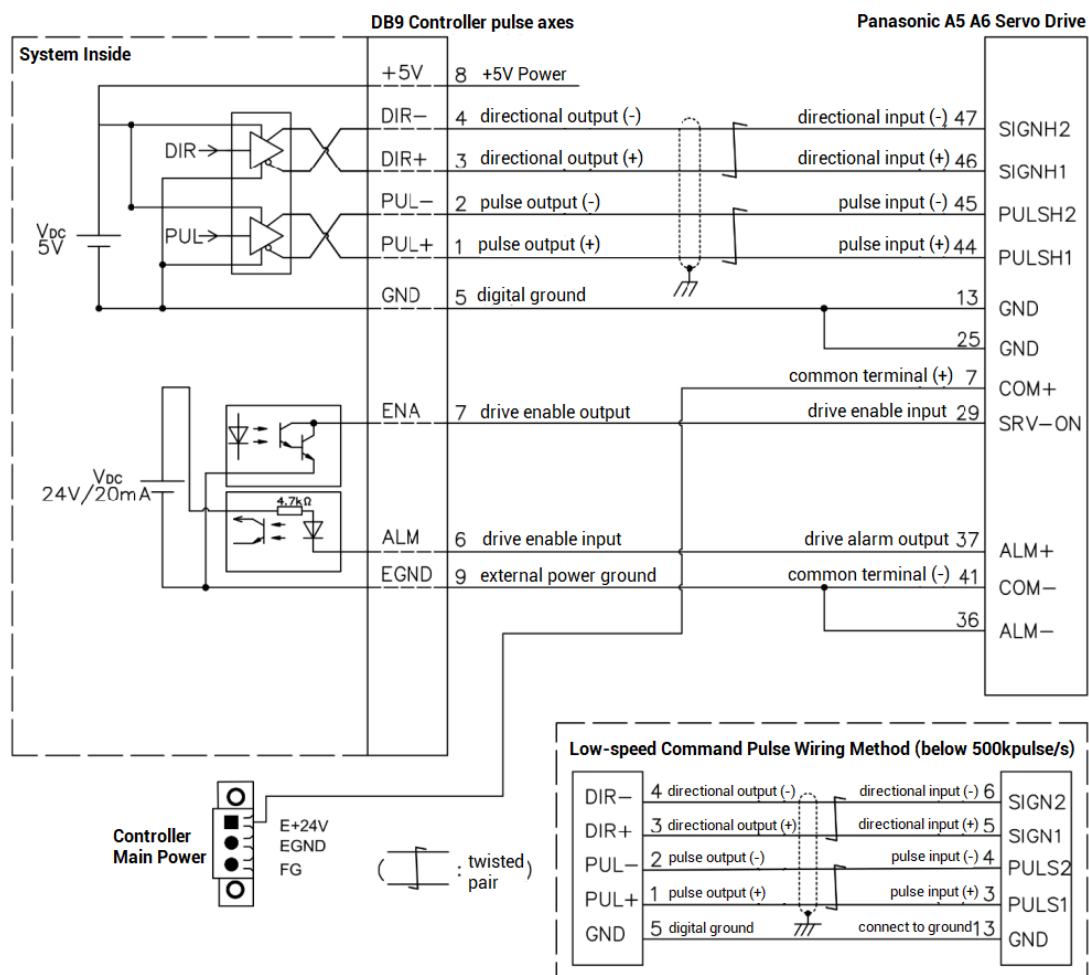 DB9 Controller pulse axes
Panasonic A5 A6 Servo Drive
System Inside
+5V 8 +5V Power
DIR- 4 directional output (-) directional input (-) 47 SIGNH2
DIR
DIR+ 3 directional output (+) directional input (+) 46 SIGNH1
PUL- 2 pulse output (-) pulse input (-) 45 PULSH2
VDC
5V
PUL
PUL+ 1 pulse output (+) pulse input (+) 44 PULSH1
GND 5 digital ground 13 GND
25 GND
common terminal (+) 7 COM+
ENA 7 drive enable output drive enable input 29 SRV-ON
VDC
24V/20mA
4.7kΩ
ALM 6 drive enable input drive alarm output 37 ALM+
EGND 9 external power ground common terminal (-) 41 COM-
36 ALM-
Controller
Main Power
E+24V
EGND
FG
( : twisted
pair )
Low-speed Command Pulse Wiring Method (below 500kpulse/s)
DIR- 4 directional output (-) directional input (-) 6 SIGN2
DIR+ 3 directional output (+) directional input (+) 5 SIGN1
PUL- 2 pulse output (-) pulse input (-) 4 PULS2
PUL+ 1 pulse output (+) pulse input (+) 3 PULS1
GND 5 digital ground connect to ground 13 GND